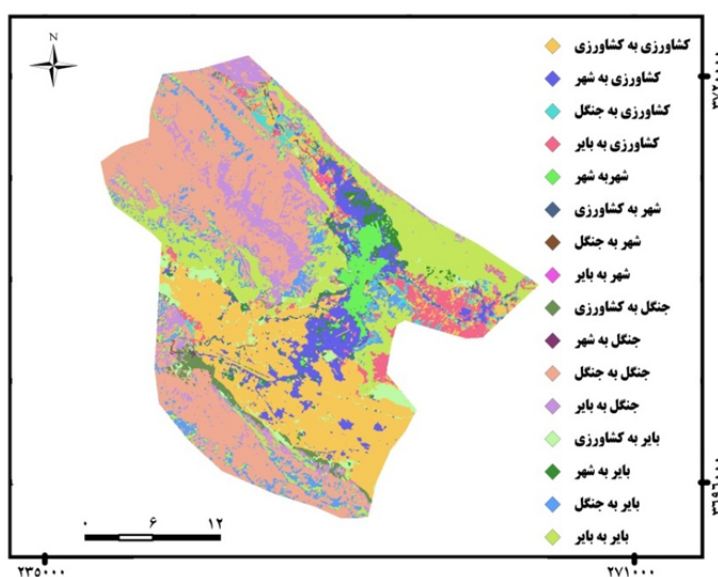 N
کشاورزی به کشاورزی
کشاورزی به شهر
کشاورزی به جنگل
کشاورزی به بایر
شهربه شهر
شهر به کشاورزی
شهر به جنگل
شهر به بایر
جنگل به کشاورزی
جنگل به شهر
جنگل به جنگل
جنگل به بایر
بایر به کشاورزی
بایر به شهر
بایر به جنگل
بایر به بایر
۰ ۶ ۱۲
۲۳۵۰۰۰ ۲۷۱۰۰۰
۳۶۹۶۰۰۰